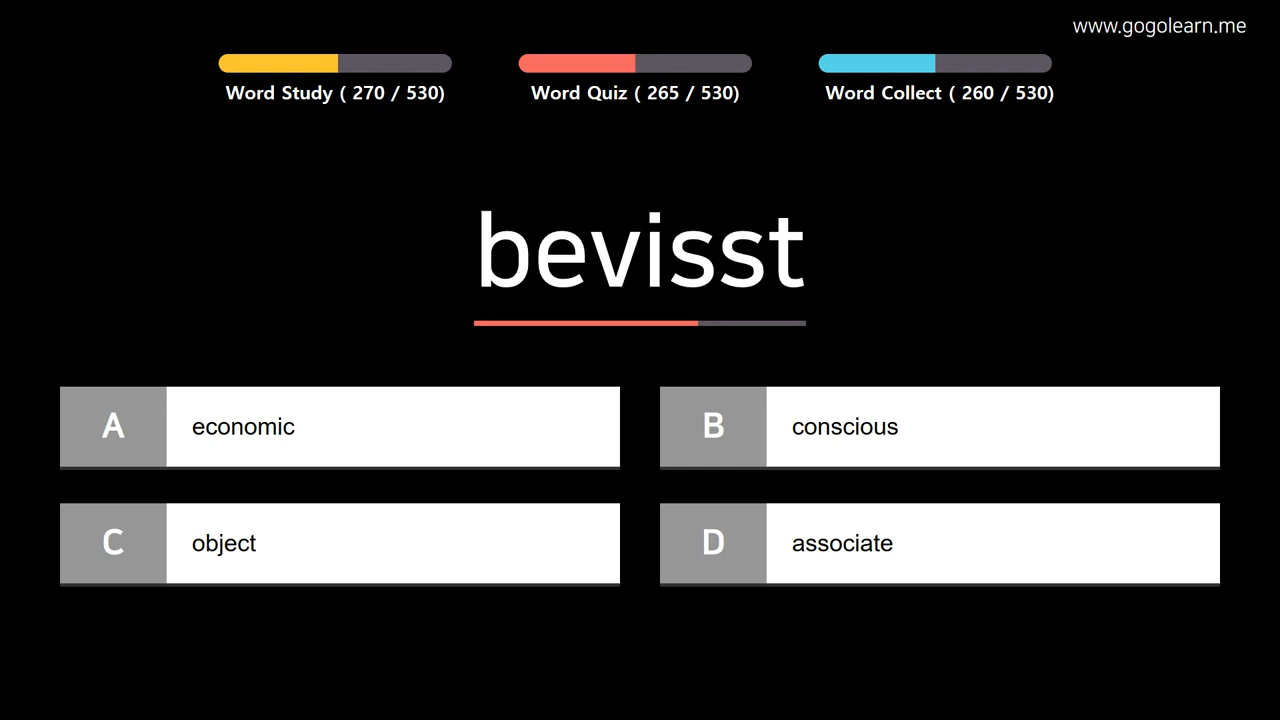 www.gogolearn.me
Word Study ( 270 / 530)
Word Quiz ( 265 / 530)
Word Collect ( 260 / 530)
bevisst
A economic
B conscious
C object
D associate